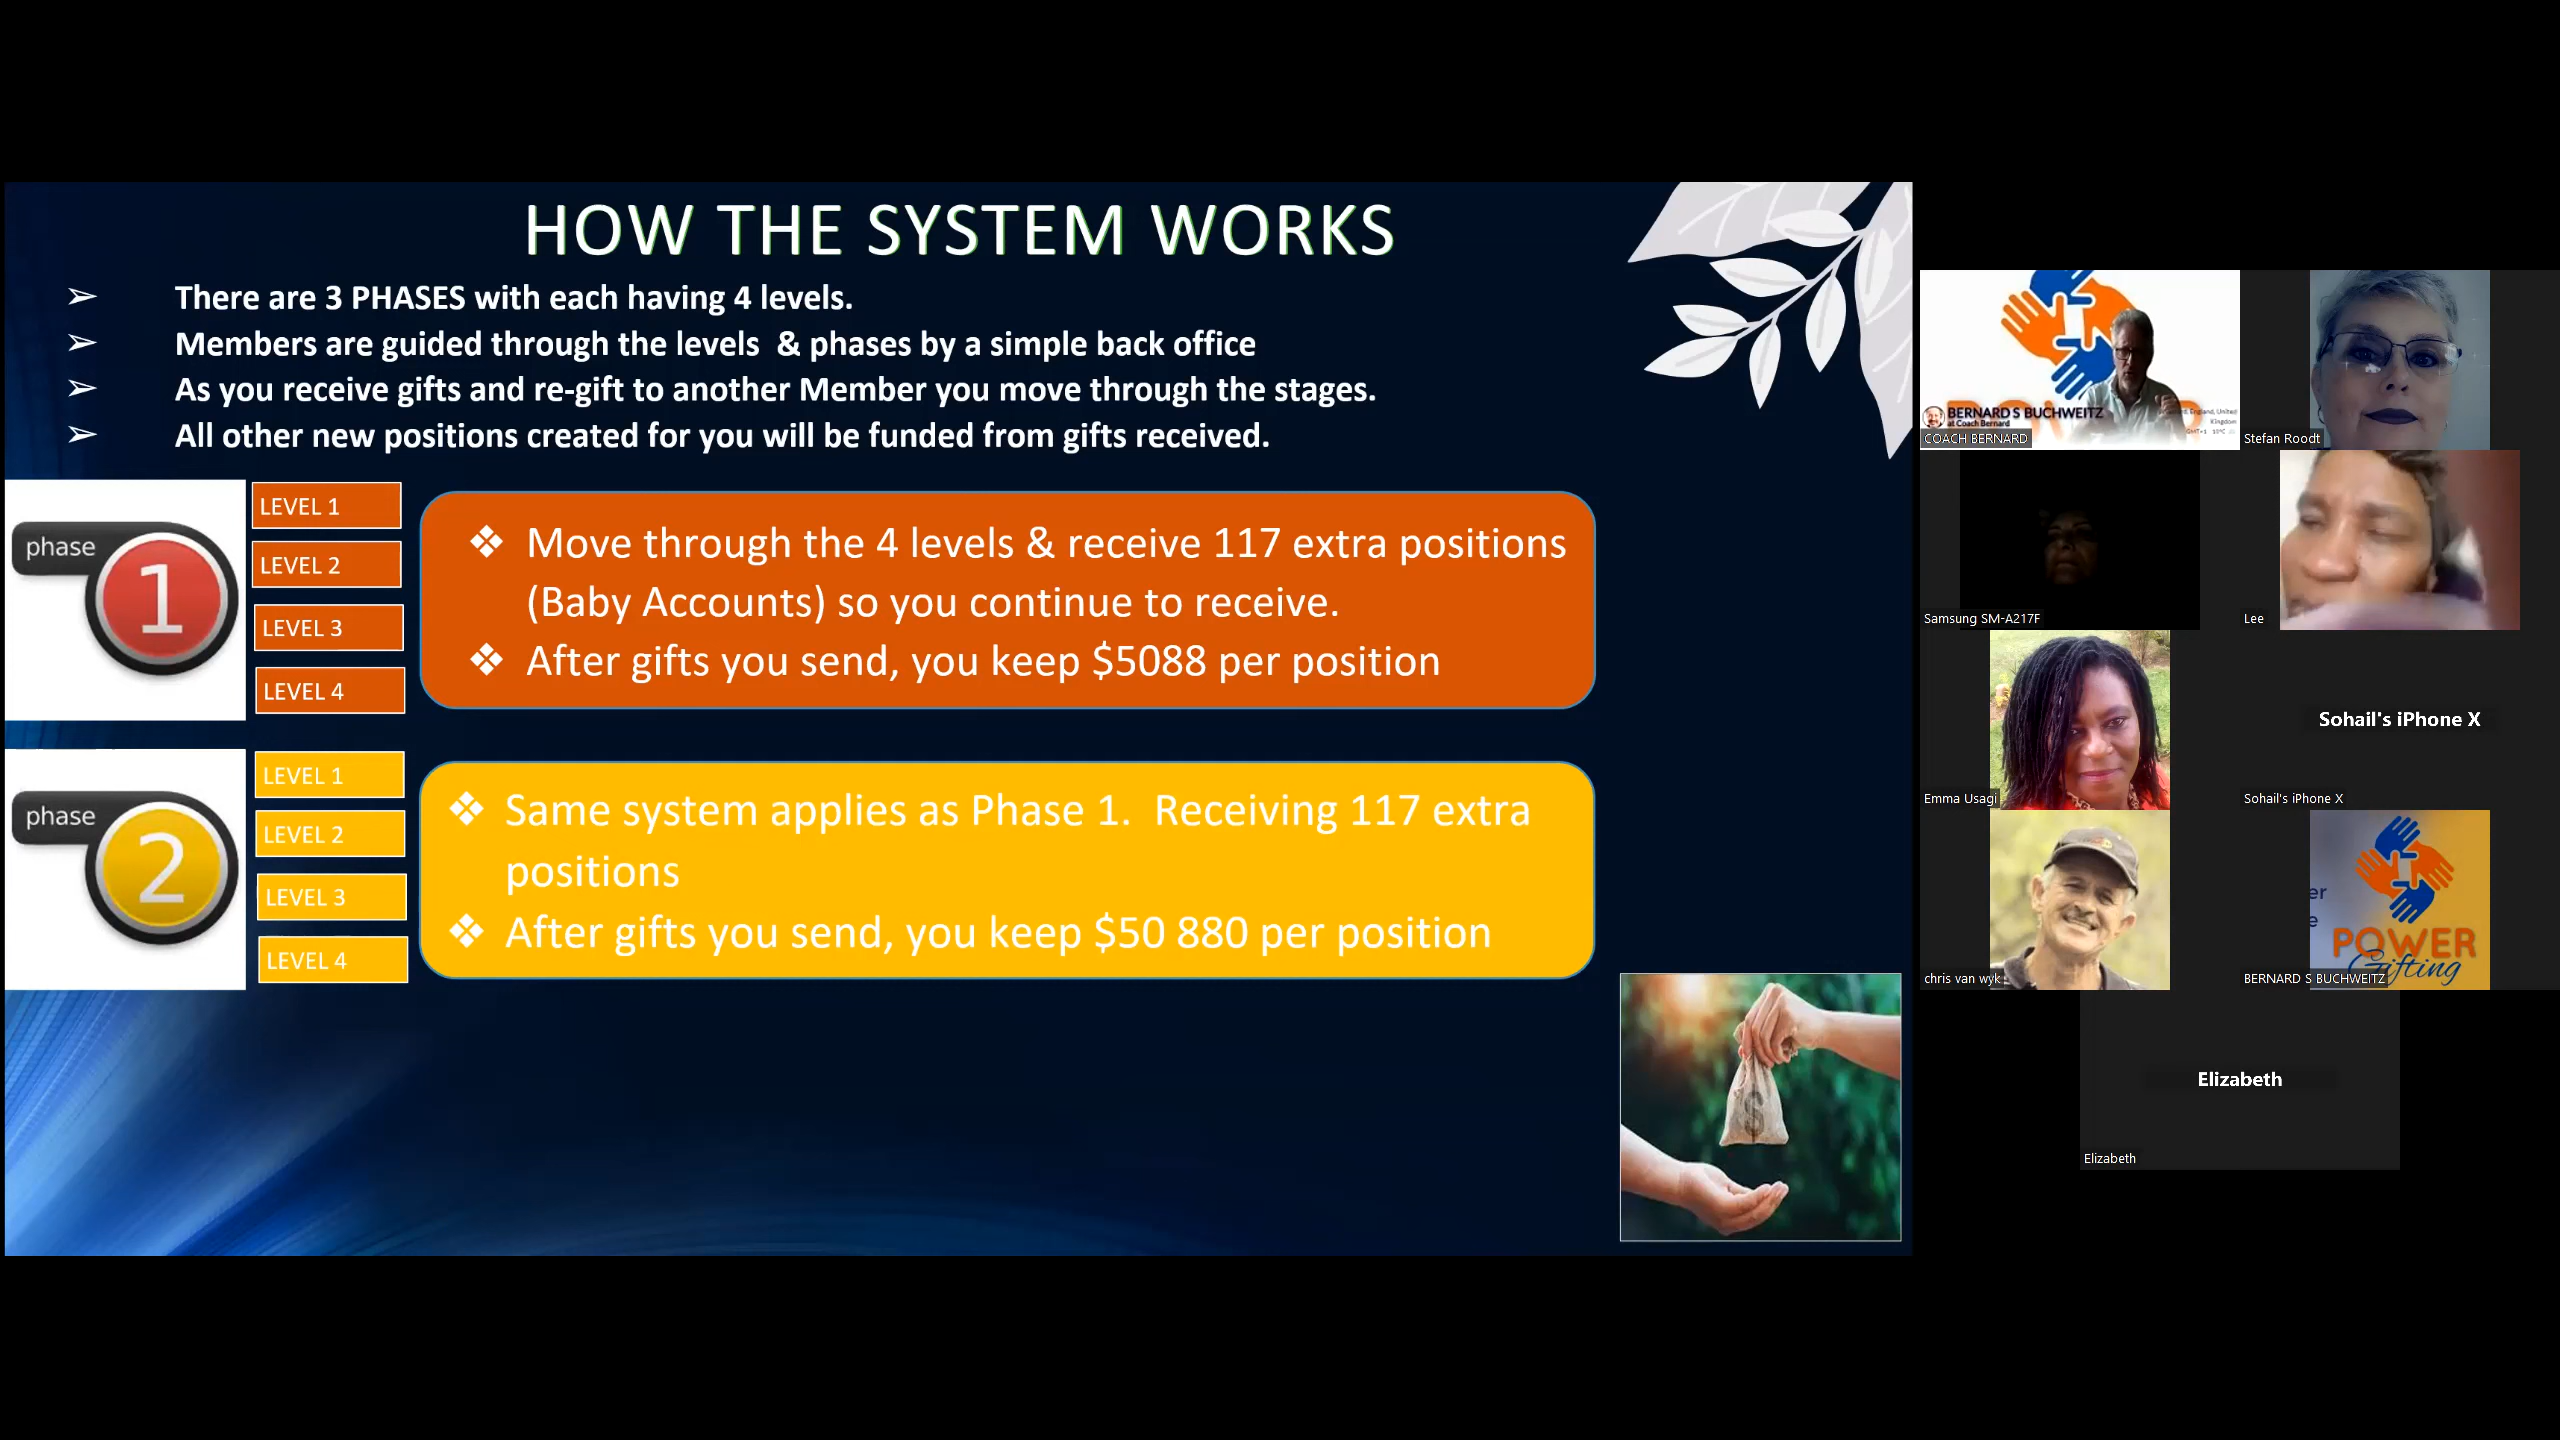 HOW THE SYSTEM WORKS
➢ There are 3 PHASES with each having 4 levels.
➢ Members are guided through the levels & phases by a simple back office
➢ As you receive gifts and re-gift to another Member you move through the stages.
➢ All other new positions created for you will be funded from gifts received.
phase
1
LEVEL 1
LEVEL 2
LEVEL 3
LEVEL 4
❖ Move through the 4 levels & receive 117 extra positions
(Baby Accounts) so you continue to receive.
❖ After gifts you send, you keep $5088 per position
phase
2
LEVEL 1
LEVEL 2
LEVEL 3
LEVEL 4
❖ Same system applies as Phase 1. Receiving 117 extra
positions
❖ After gifts you send, you keep $50 880 per position
$
BERNARD S BUCHWEITZ
at Coach Bernard
England, United
Kingdom
COACH BERNARD
Stefan Roodt
Samsung SM-A217F
Lee
Emma Usagi
Sohail's iPhone X
Sohail's iPhone X
chris van wyk
er
e
POWER
Gifting
BERNARD S BUCHWEITZ
Elizabeth
Elizabeth